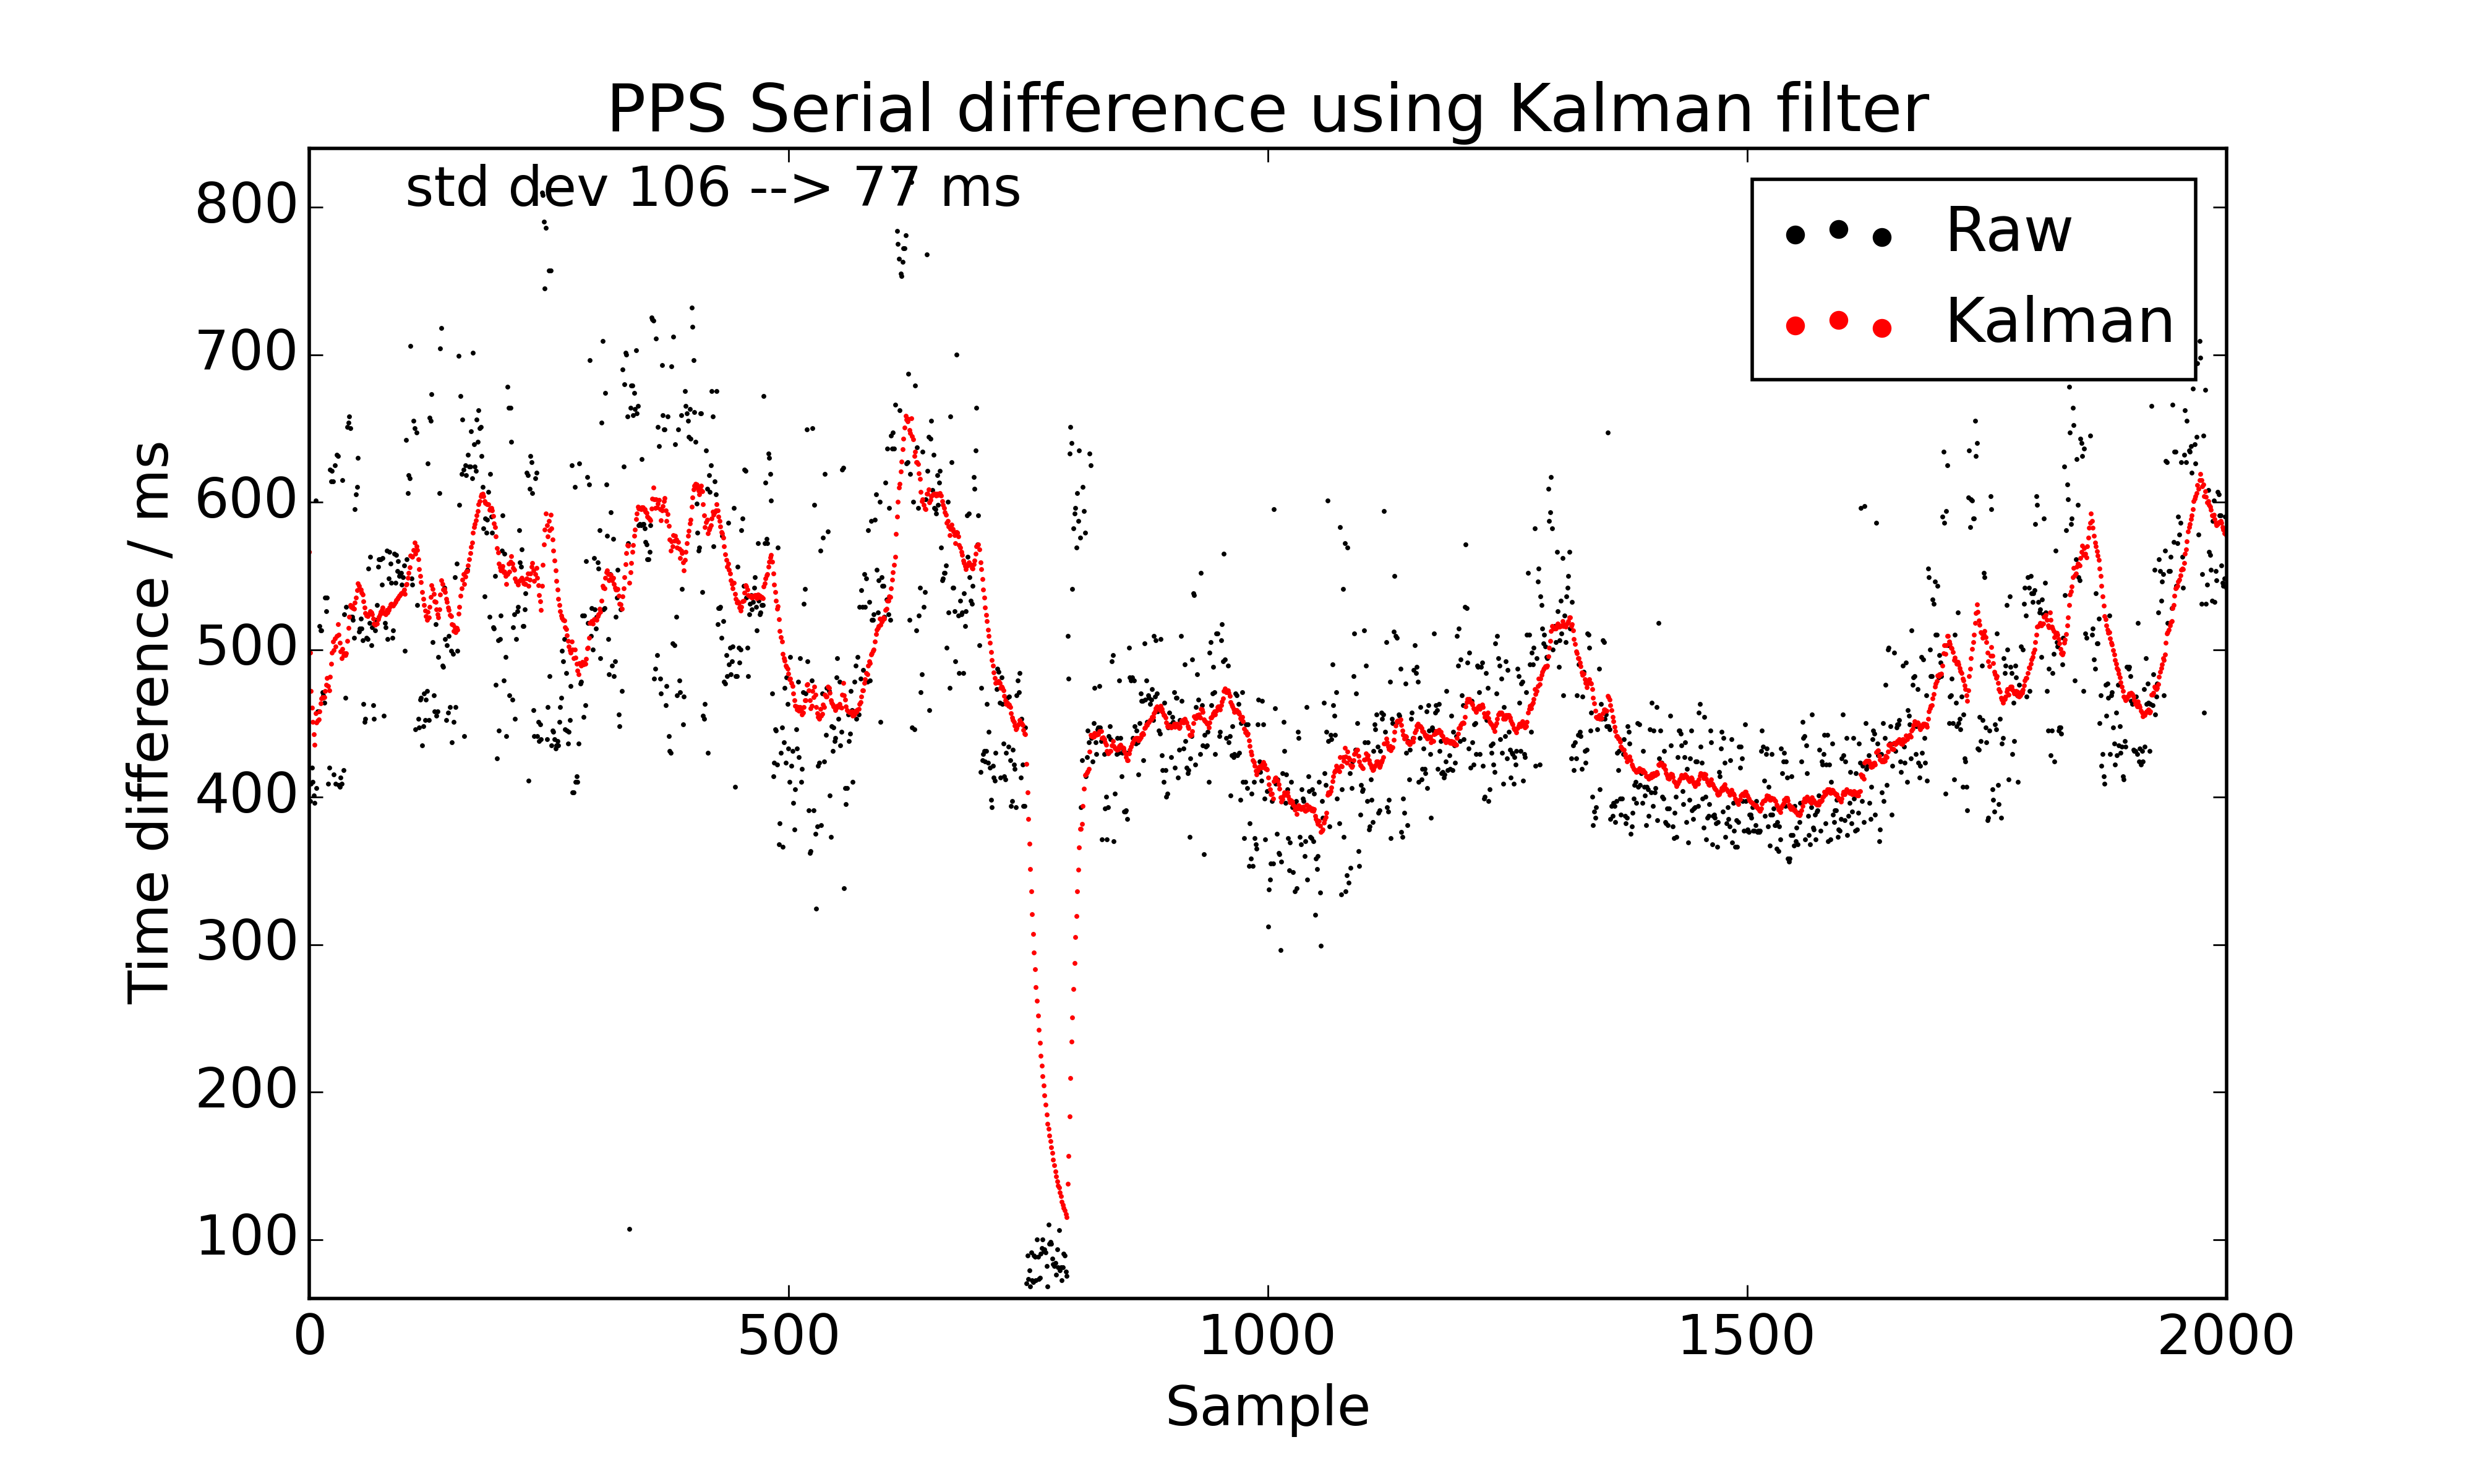 PPS Serial difference using Kalman filter
std dev 106 --> 77 ms
Raw
Kalman
Time difference / ms
800
700
600
500
400
300
200
100
0 500 1000 1500 2000
Sample